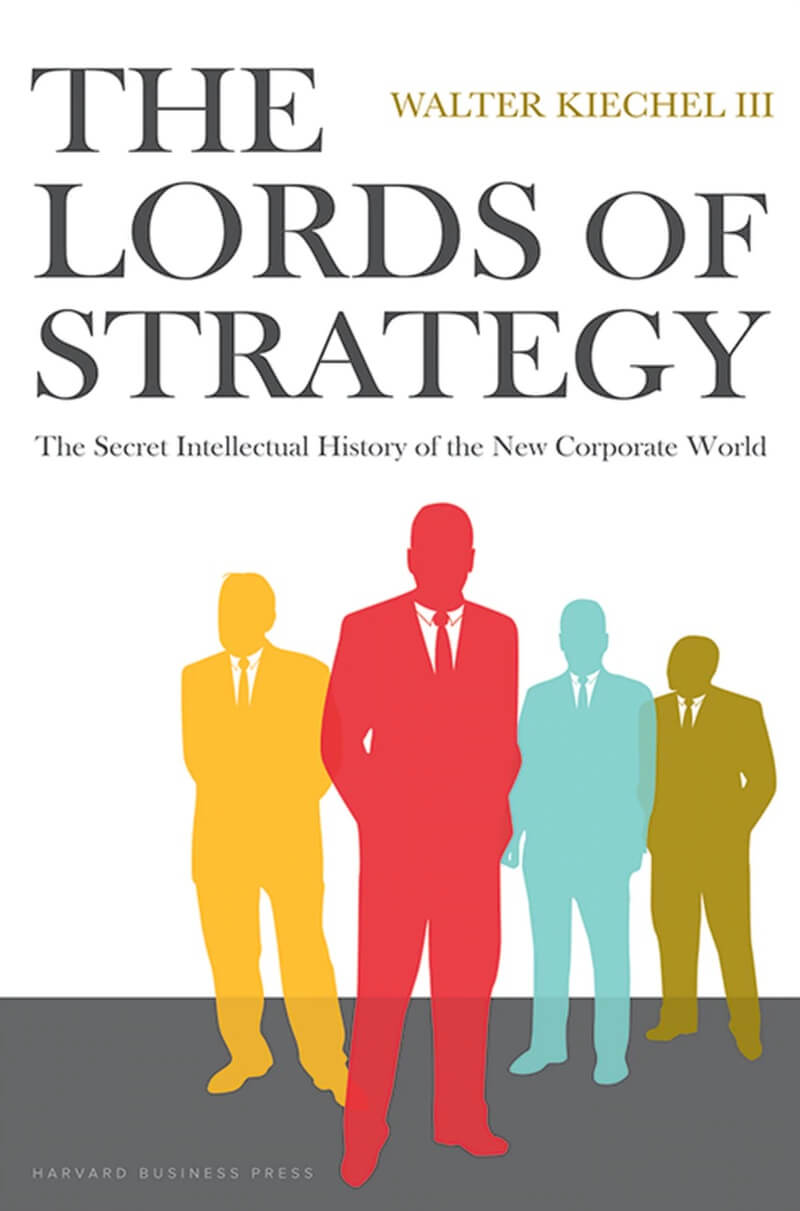 THE
WALTER KIECHEL III
LORDS OF
STRATEGY
The Secret Intellectual History of the New Corporate World
HARVARD BUSINESS PRESS